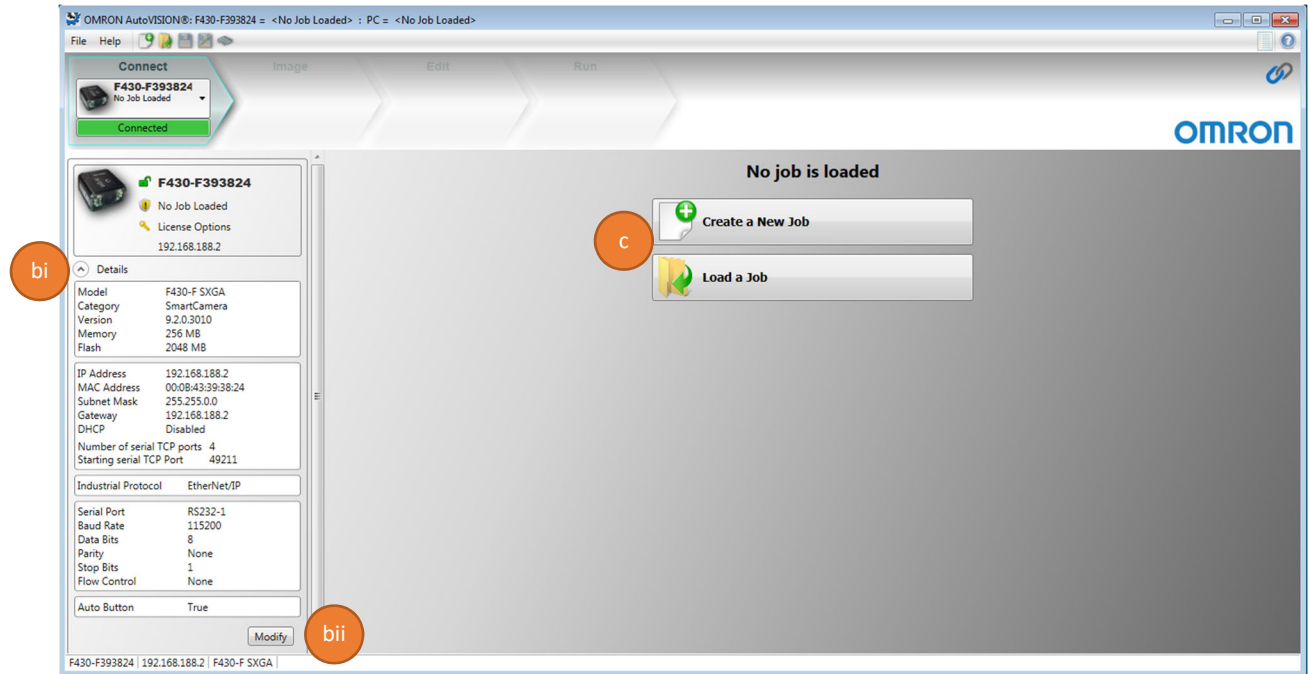 OMRON AutoVISION®: F430-F393824 = <No Job Loaded> : PC = <No Job Loaded>
File Help
Connect Image Edit Run
F430-F393824
No Job Loaded
Connected
OMRON
F430-F393824
No Job Loaded
License Options
192.168.188.2
bi
Details
Model F430-F SXGA
Category SmartCamera
Version 9.2.0.3010
Memory 256 MB
Flash 2048 MB
IP Address 192.168.188.2
MAC Address 00:0B:43:39:38:24
Subnet Mask 255.255.0.0
Gateway 192.168.188.2
DHCP Disabled
Number of serial TCP ports 4
Starting serial TCP Port 49211
Industrial Protocol EtherNet/IP
Serial Port RS232-1
Baud Rate 115200
Data Bits 8
Parity None
Stop Bits 1
Flow Control None
Auto Button True
Modify
bii
No job is loaded
Create a New Job
c
Load a Job
F430-F393824 192.168.188.2 F430-F SXGA